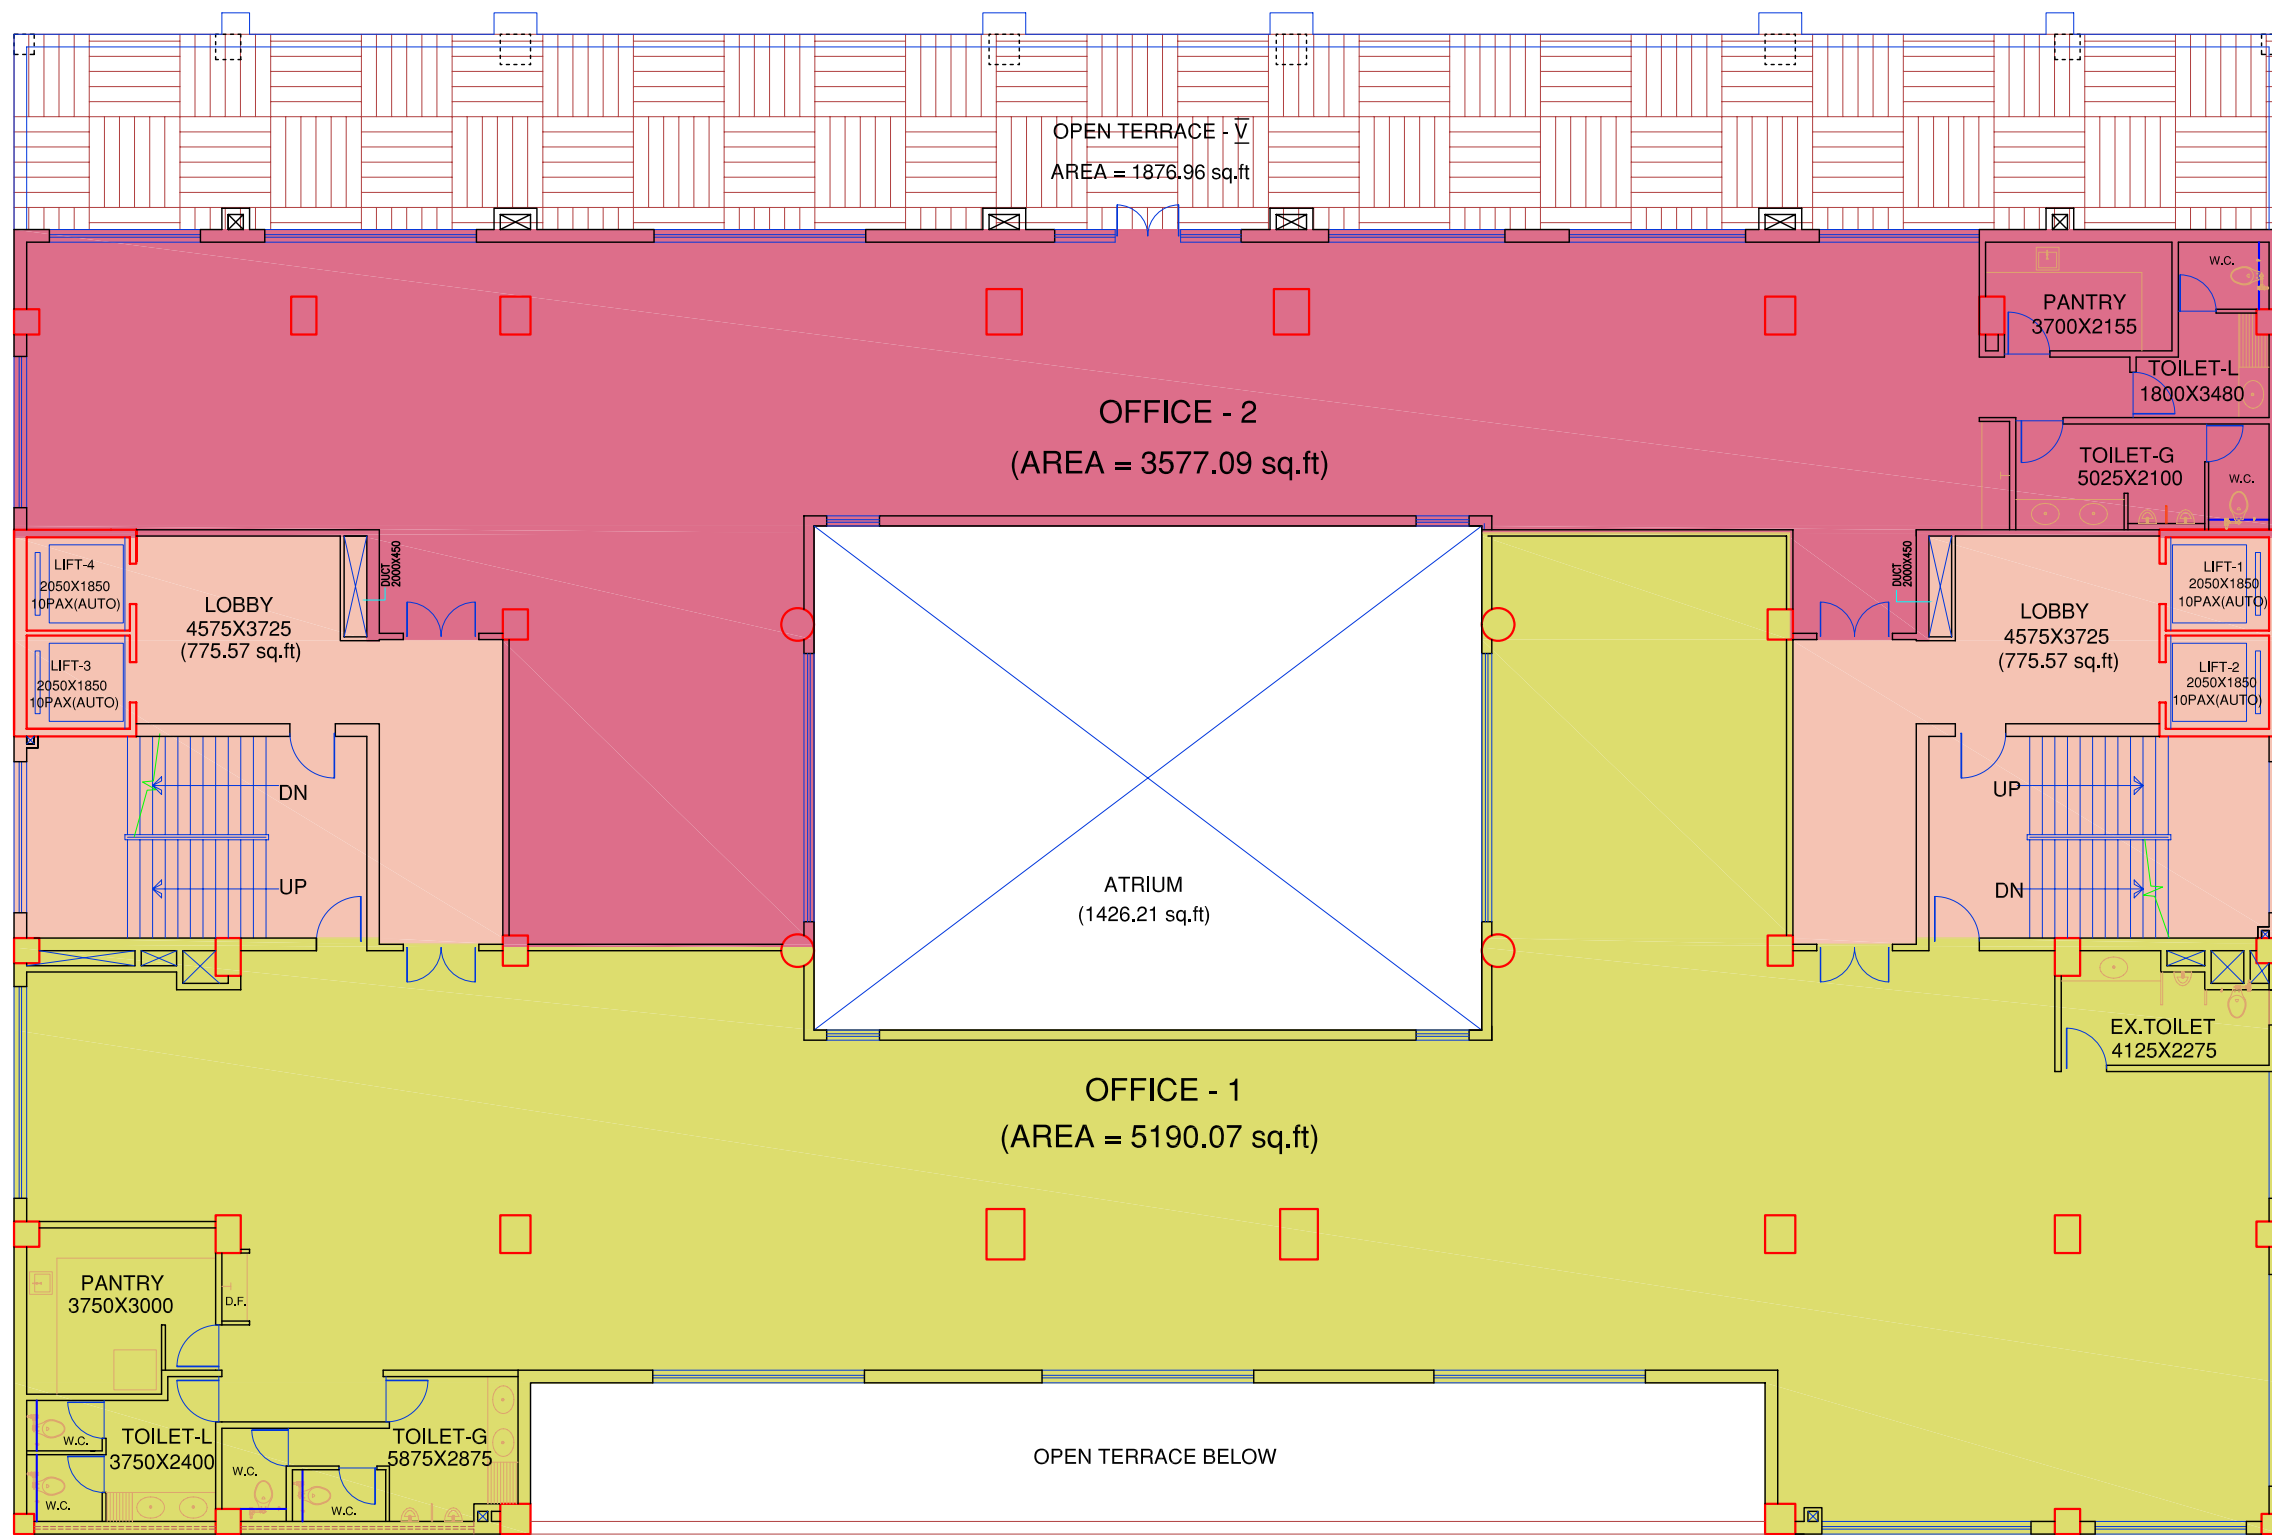 OPEN TERRACE - V
AREA = 1876.96 sq.ft
W.C.
PANTRY
3700X2155
TOILET-L
1800X3480
OFFICE - 2
(AREA = 3577.09 sq.ft)
TOILET-G
5025X2100
W.C.
LIFT-4
2050X1850
10PAX(AUTO)
DUCT
2000X450
LOBBY
4575X3725
(775.57 sq.ft)
LIFT-3
2050X1850
10PAX(AUTO)
DUCT
2000X450
LOBBY
4575X3725
(775.57 sq.ft)
LIFT-1
2050X1850
10PAX(AUTO)
LIFT-2
2050X1850
10PAX(AUTO)
DN
UP
UP
DN
ATRIUM
(1426.21 sq.ft)
EX.TOILET
4125X2275
OFFICE - 1
(AREA = 5190.07 sq.ft)
PANTRY
3750X3000
D.F.
TOILET-L
3750X2400
W.C.
W.C.
TOILET-G
5875X2875
W.C.
W.C.
OPEN TERRACE BELOW